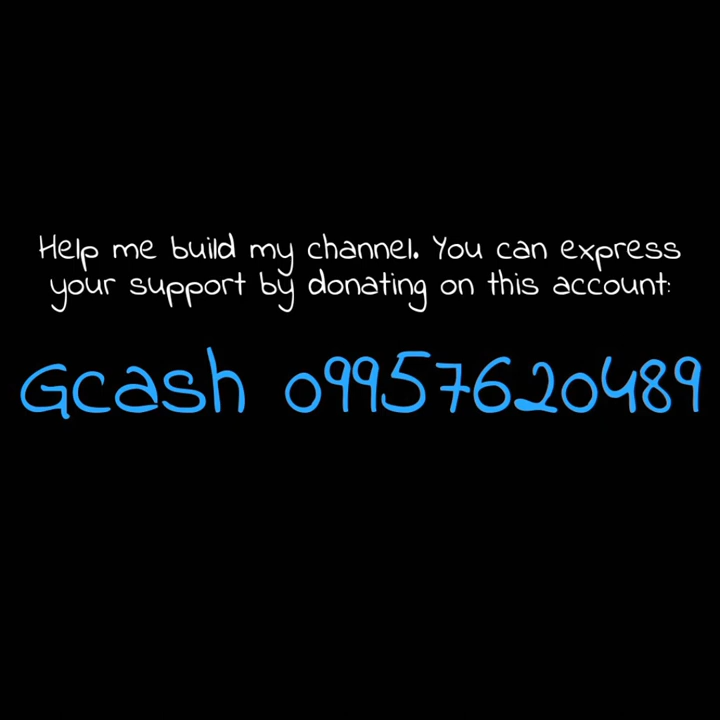 Help me build my channel. You can express
your support by donating on this account:
Gcash 09957620489